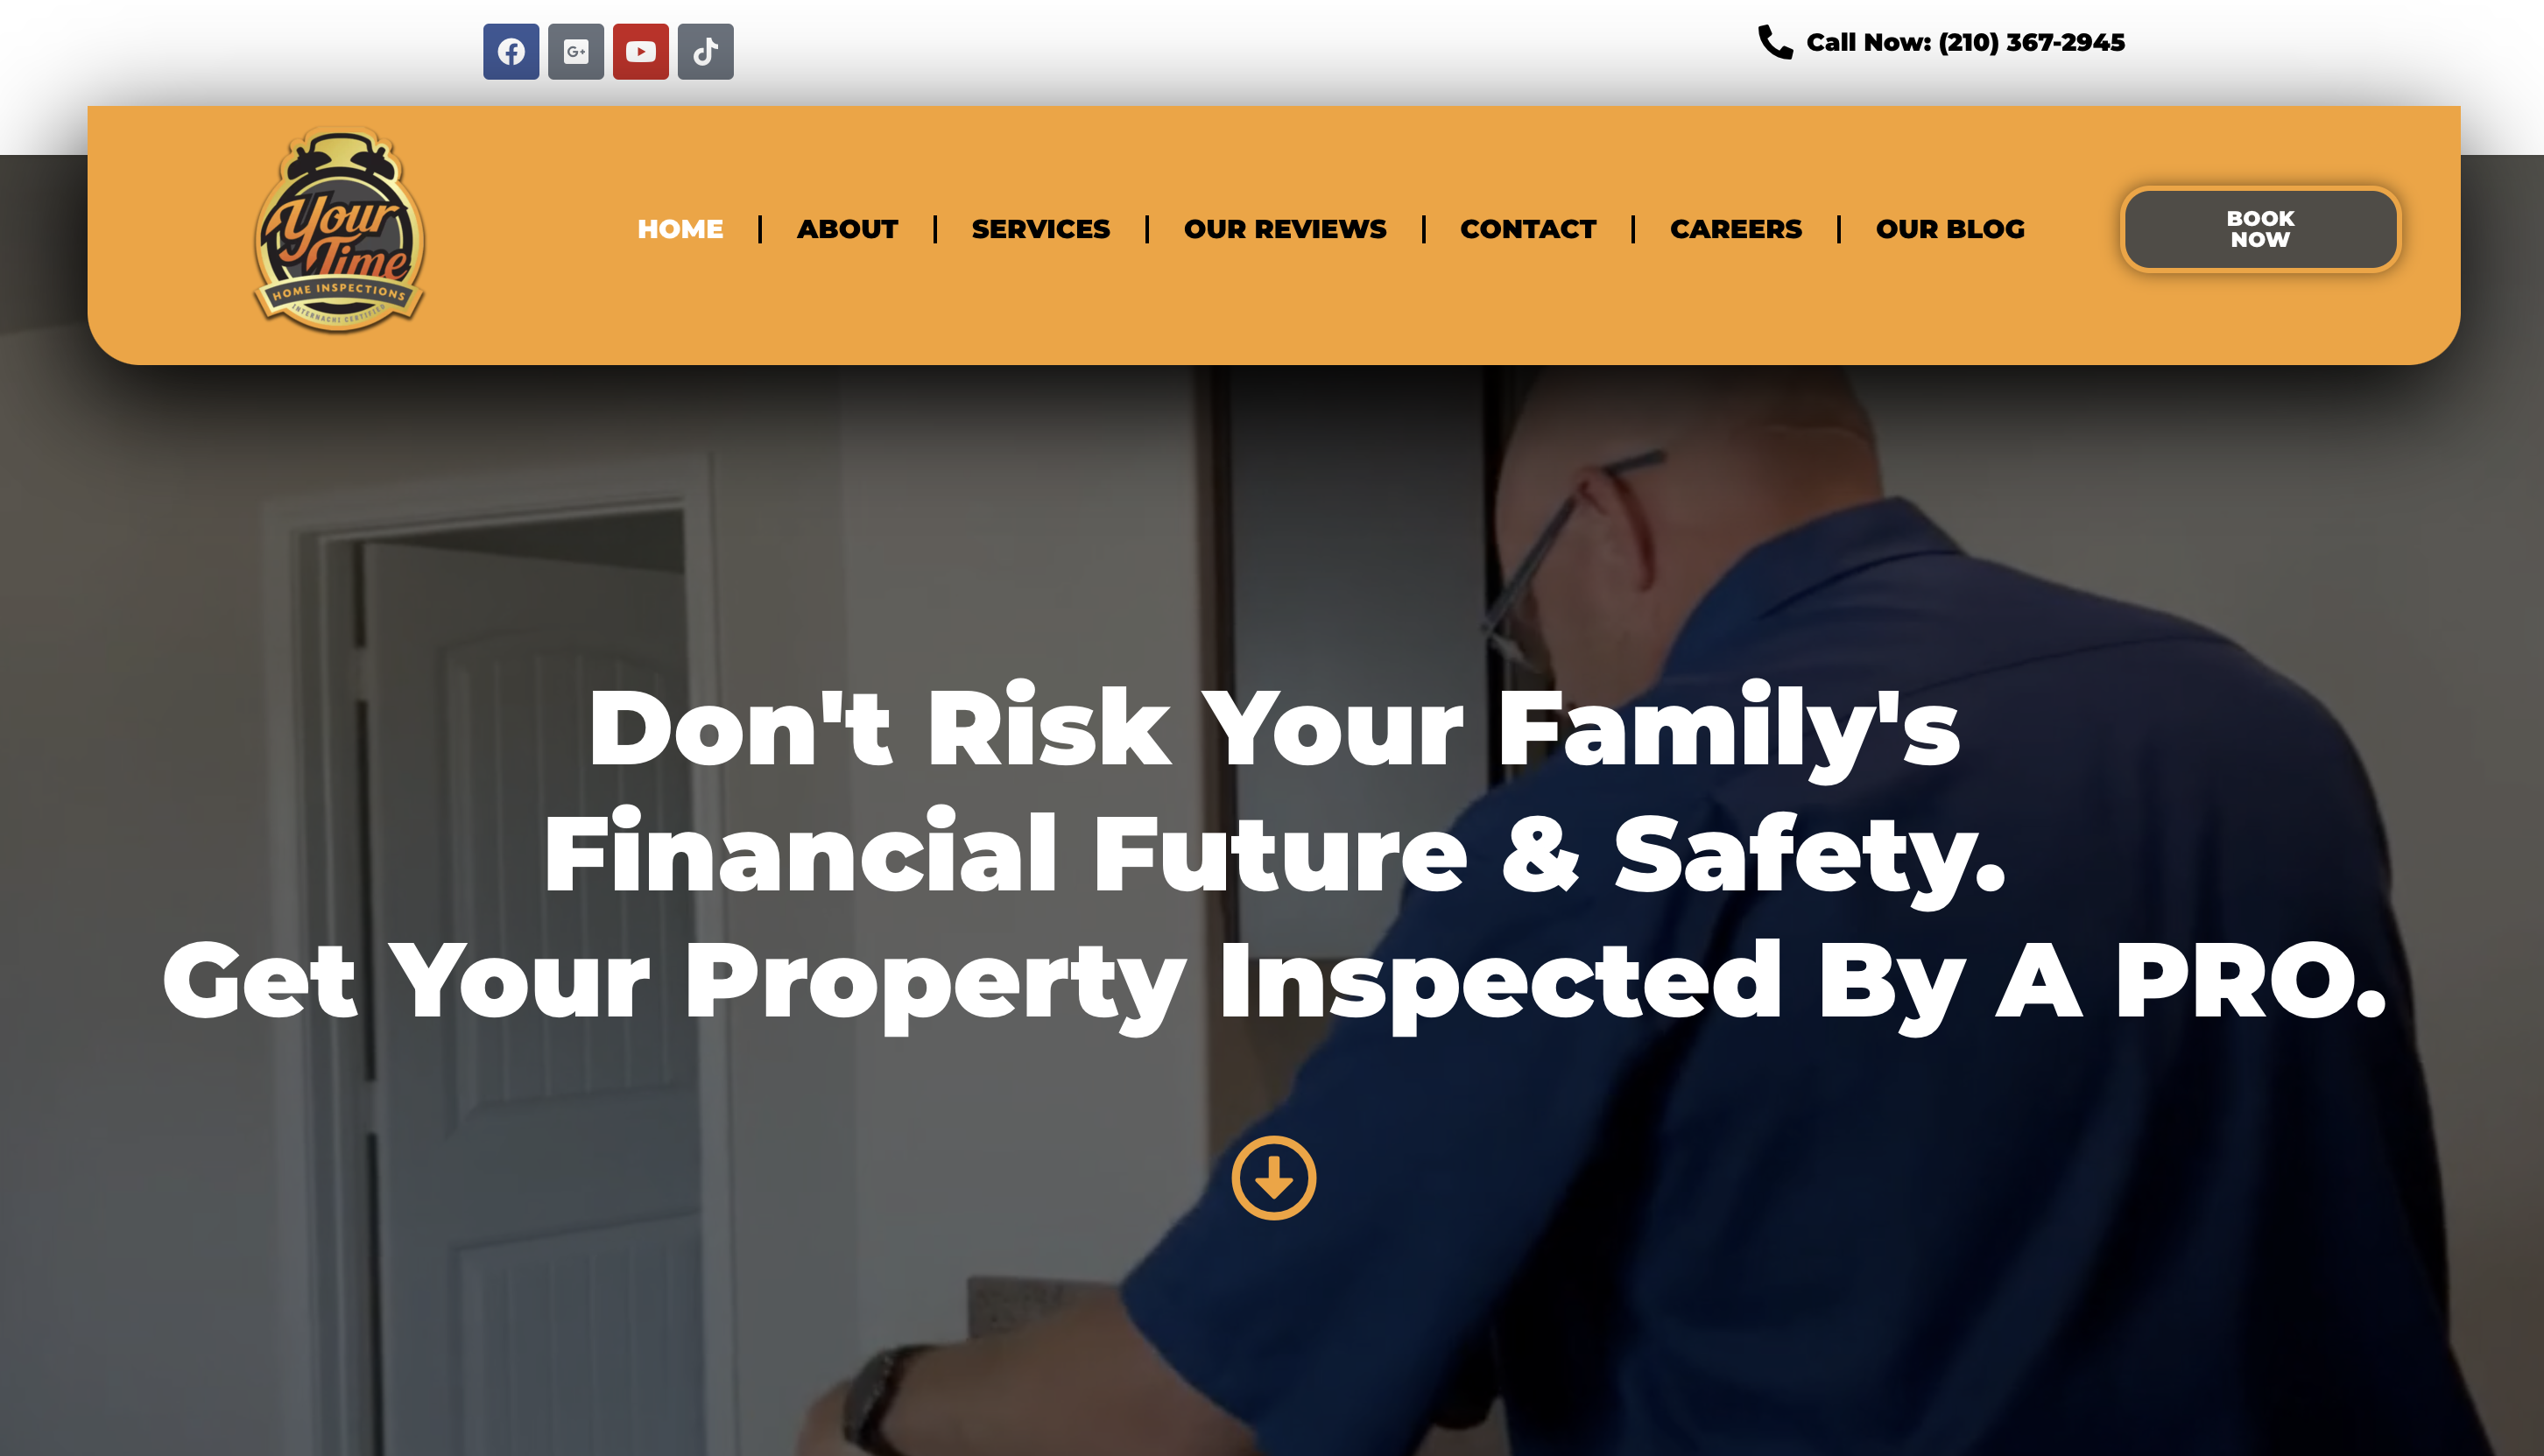 Call Now: (210) 367-2945
Your
Time
HOME INSPECTIONS
INTERNACHI CERTIFIED
HOME
ABOUT
SERVICES
OUR REVIEWS
CONTACT
CAREERS
OUR BLOG
BOOK
NOW
Don't Risk Your Family's
Financial Future & Safety.
Get Your Property Inspected By A PRO.